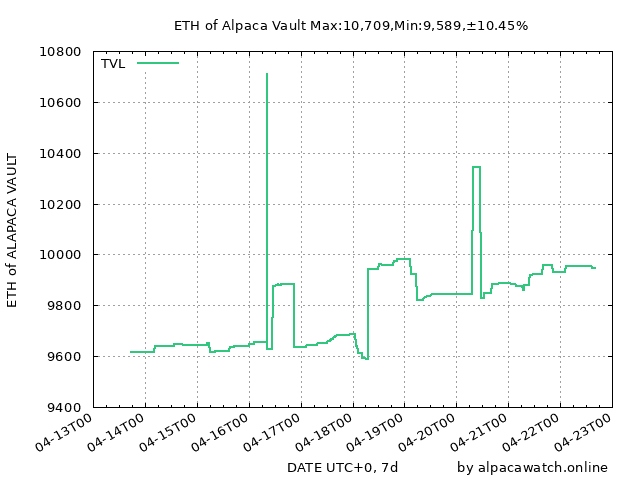 ETH of Alpaca Vault Max:10,709,Min:9,589,±10.45%
TVL
10800
10600
10400
10200
10000
9800
9600
9400
ETH of ALAPACA VAULT
04-13T00
04-14T00
04-15T00
04-16T00
04-17T00
04-18T00
04-19T00
04-20T00
04-21T00
04-22T00
04-23T00
DATE UTC+0, 7d
by alpacawatch.online